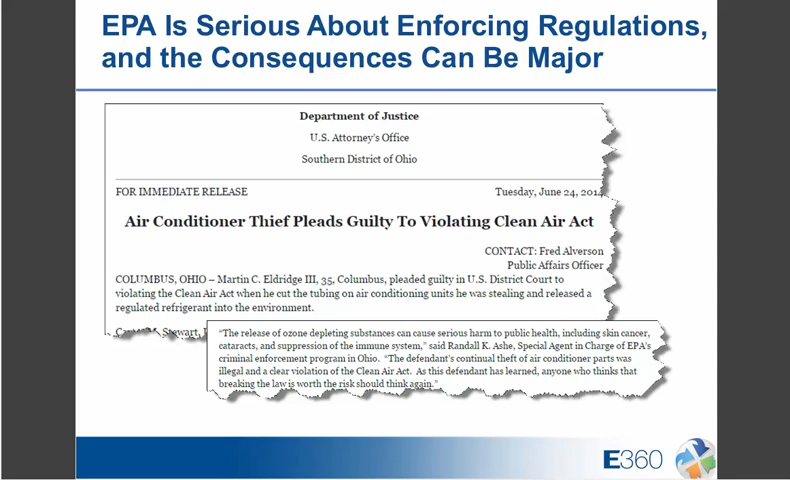 EPA Is Serious About Enforcing Regulations,
and the Consequences Can Be Major
Department of Justice
U.S. Attorney's Office
Southern District of Ohio
FOR IMMEDIATE RELEASE Tuesday, June 24, 2014
Air Conditioner Thief Pleads Guilty To Violating Clean Air Act
CONTACT: Fred Alverson
Public Affairs Officer
COLUMBUS, OHIO – Martin C. Eldridge III, 35, Columbus, pleaded guilty in U.S. District Court to
violating the Clean Air Act when he cut the tubing on air conditioning units he was stealing and released a
regulated refrigerant into the environment.
Stewart,
"The release of ozone depleting substances can cause serious harm to public health, including skin cancer,
cataracts, and suppression of the immune system," said Randall K. Ashe, Special Agent in Charge of EPA's
criminal enforcement program in Ohio. "The defendant's continual theft of air conditioner parts was
illegal and a clear violation of the Clean Air Act. As this defendant has learned, anyone who thinks that
breaking the law is worth the risk should think again."
E360